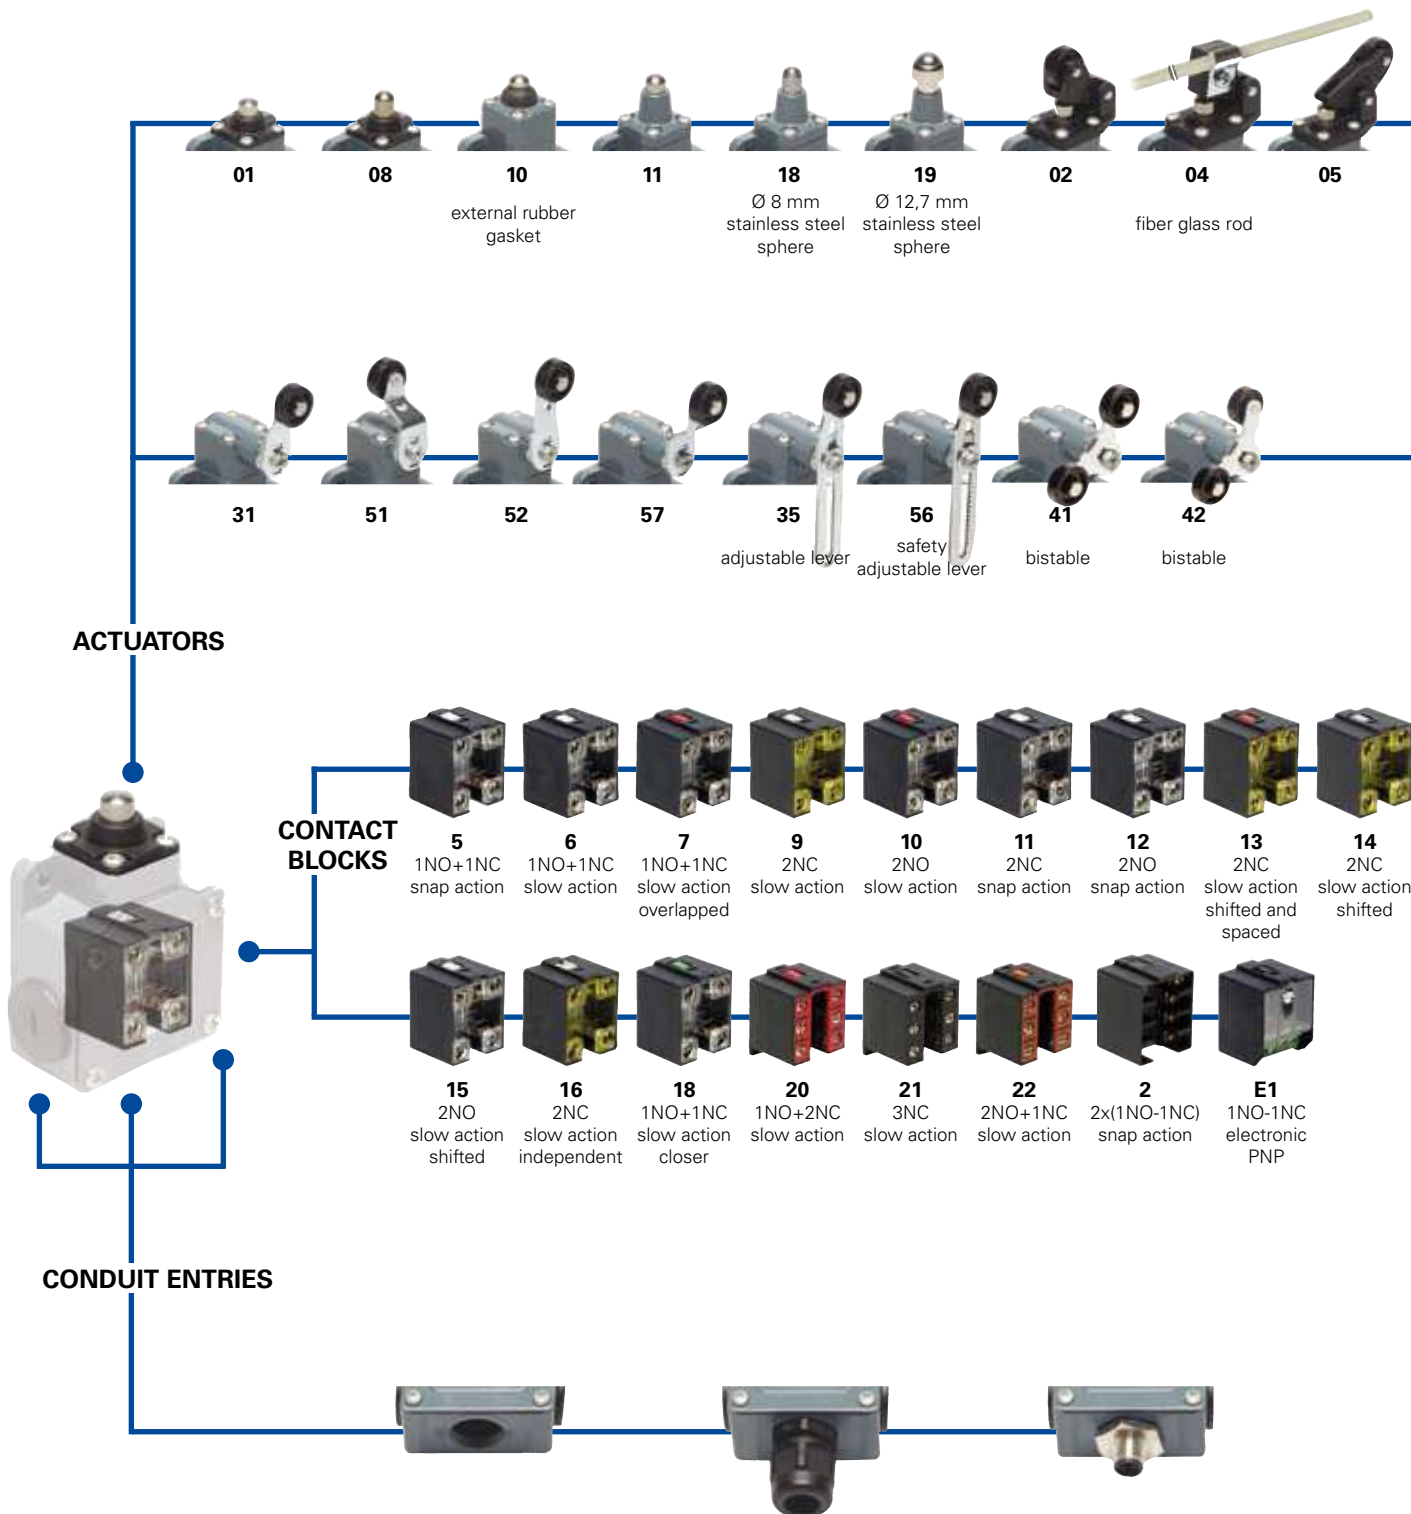 01 08 10 11 18 19 02 04 05
external rubber
gasket
Ø 8 mm
stainless steel
sphere
Ø 12,7 mm
stainless steel
sphere
fiber glass rod
31 51 52 57 35 56 41 42
adjustable lever
safety
adjustable lever
bistable
bistable
ACTUATORS
CONTACT
BLOCKS
5
1NO+1NC
snap action
6
1NO+1NC
slow action
7
1NO+1NC
slow action
overlapped
9
2NC
slow action
10
2NO
slow action
11
2NC
snap action
12
2NO
snap action
13
2NC
slow action
shifted and
spaced
14
2NC
slow action
shifted
15
2NO
slow action
shifted
16
2NC
slow action
independent
18
1NO+1NC
slow action
closer
20
1NO+2NC
slow action
21
3NC
slow action
22
2NO+1NC
slow action
2
2x(1NO-1NC)
snap action
E1
1NO-1NC
electronic
PNP
CONDUIT ENTRIES